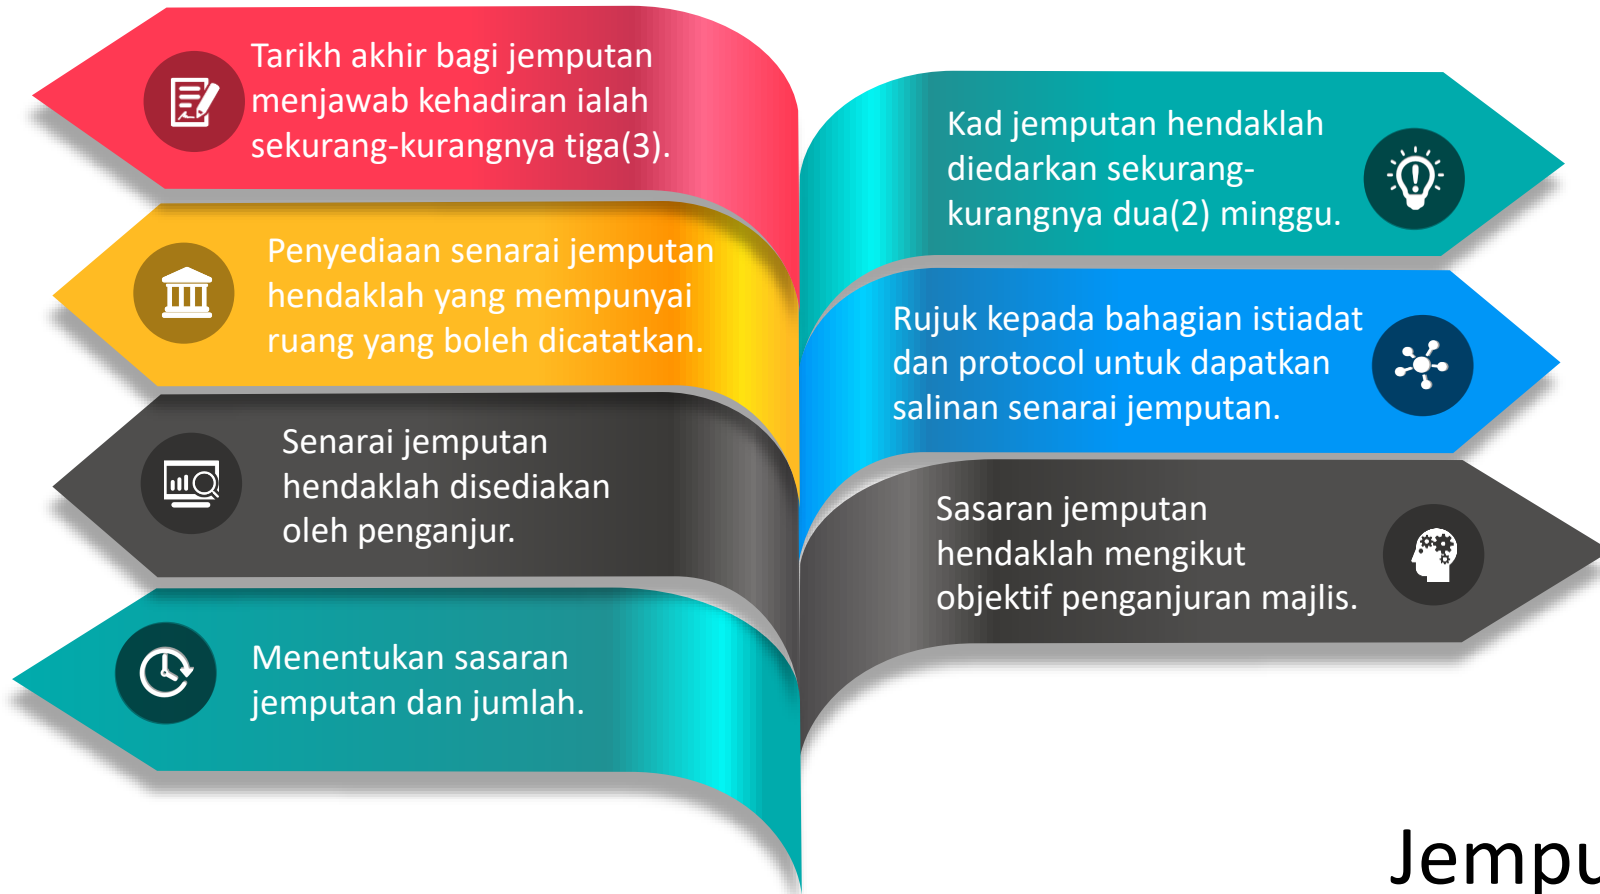 Tarikh akhir bagi jemputan
menjawab kehadiran ialah
sekurang-kurangnya tiga(3).
Penyediaan senarai jemputan
hendaklah yang mempunyai
ruang yang boleh dicatatkan.
Senarai jemputan
hendaklah disediakan
oleh penganjur.
Menentukan sasaran
jemputan dan jumlah.
Kad jemputan hendaklah
diedarkan sekurang-
kurangnya dua(2) minggu.
Rujuk kepada bahagian istiadat
dan protocol untuk dapatkan
salinan senarai jemputan.
Sasaran jemputan
hendaklah mengikut
objektif penganjuran majlis.
Jempu